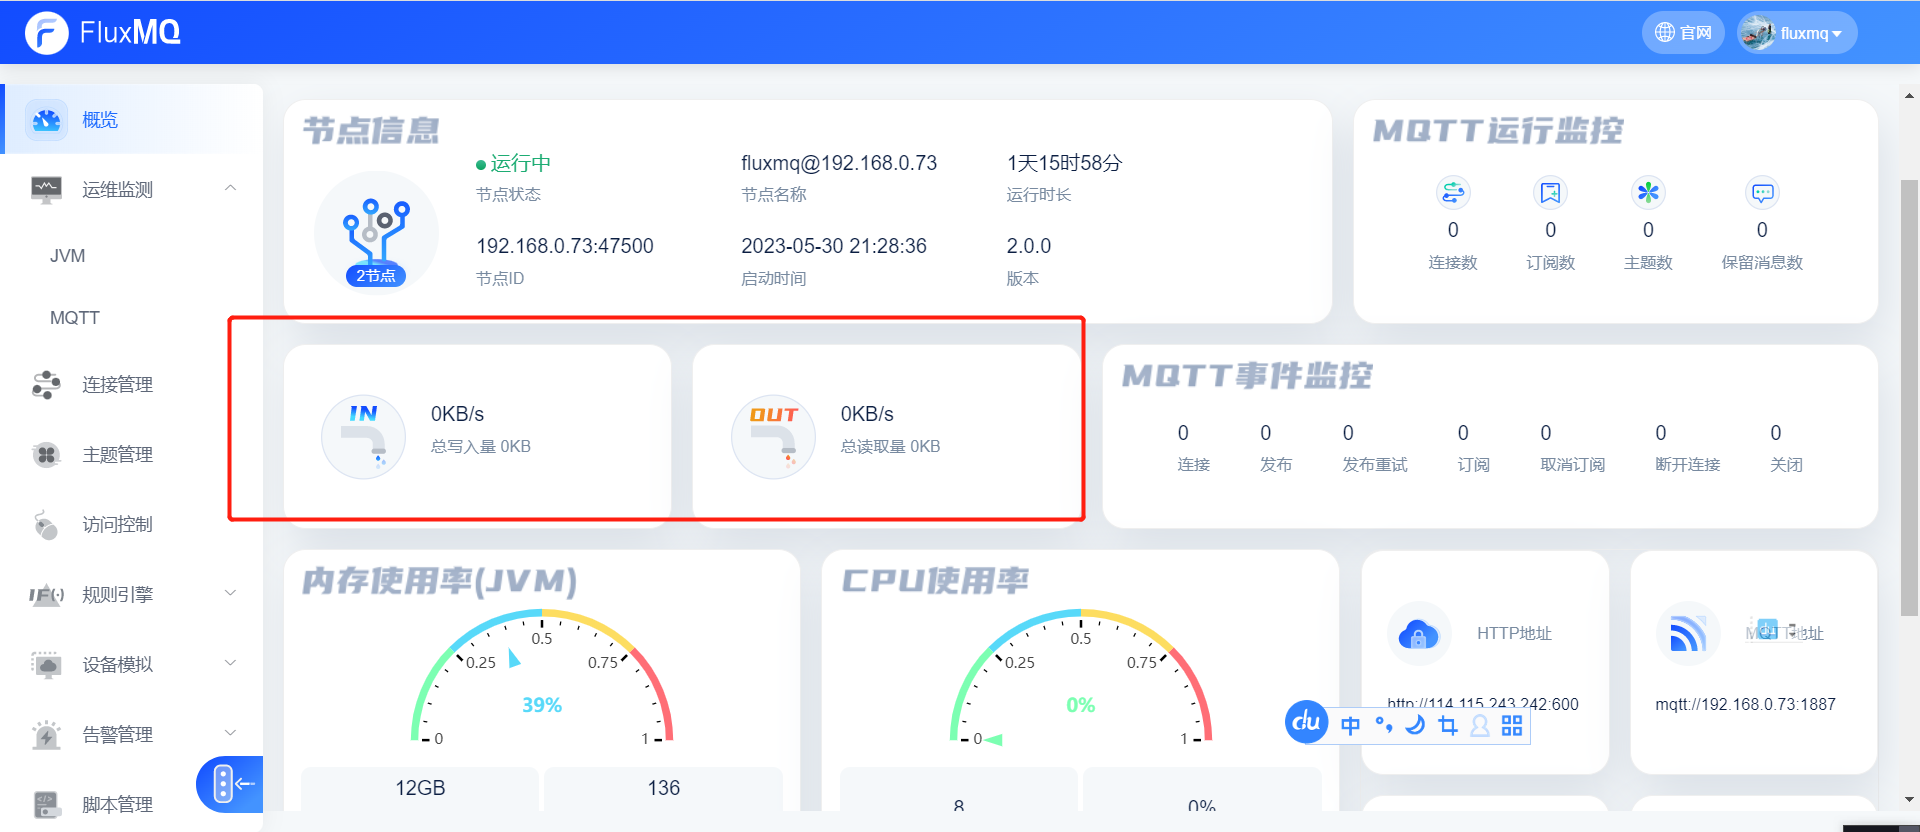 FluxMQ
官网
fluxmq
概览
运维监测
JVM
MQTT
连接管理
主题管理
访问控制
IF(·)
规则引擎
设备模拟
告警管理
脚本管理
节点信息
2节点
运行中
节点状态
fluxmq@192.168.0.73
节点名称
1天15时58分
运行时长
192.168.0.73:47500
节点ID
2023-05-30 21:28:36
启动时间
2.0.0
版本
MQTT运行监控
0
连接数
0
订阅数
0
主题数
0
保留消息数
IN
0KB/s
总写入量 0KB
OUT
0KB/s
总读取量 0KB
MQTT事件监控
0
连接
0
发布
0
发布重试
0
订阅
0
取消订阅
0
断开连接
0
关闭
内存使用率(JVM)
0
0.25
0.5
0.75
1
39%
12GB
136
CPU使用率
0
0.25
0.5
0.75
1
0%
8
0%
HTTP地址
http://114.115.243.242:600
地址
mqtt://192.168.0.73:1887
du
中